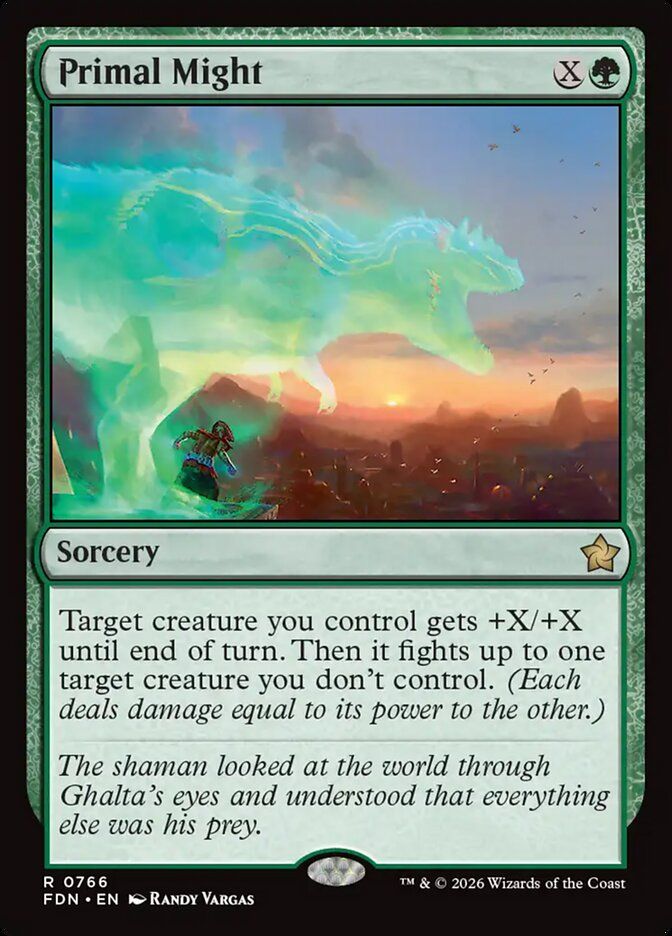 Primal Might X
Sorcery
Target creature you control gets +X/+X
until end of turn. Then it fights up to one
target creature you don't control. (Each
deals damage equal to its power to the other.)
The shaman looked at the world through
Ghalta's eyes and understood that everything
else was his prey.
R 0766
FDN • EN Randy Vargas
™ & © 2026 Wizards of the Coast